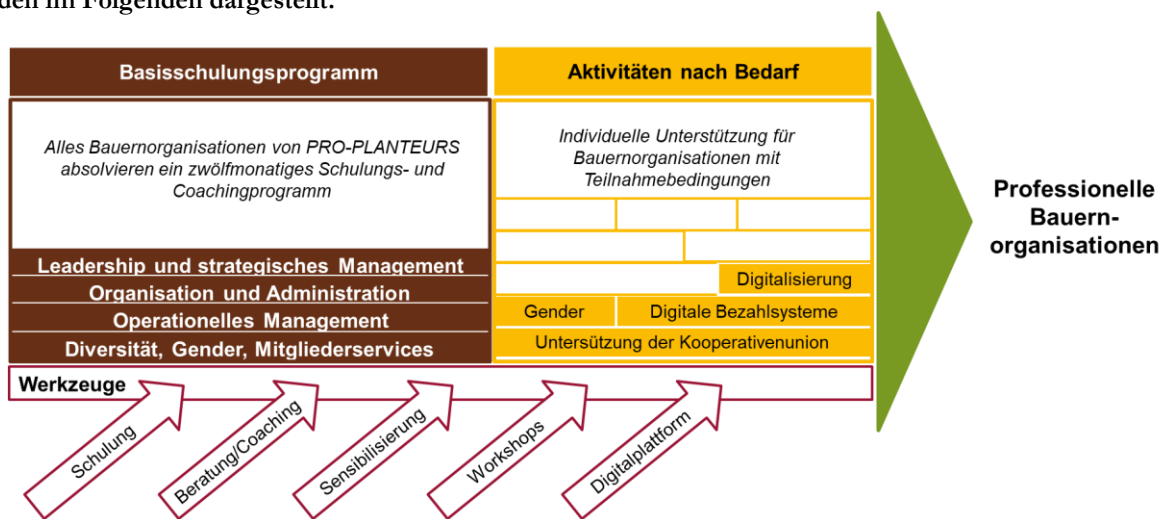 den im Folgenden dargestellt.
Basisschulungsprogramm
Aktivitäten nach Bedarf
Alles Bauernorganisationen von PRO-PLANTEURS
absolvieren ein zwölfmonatiges Schulungs- und
Coachingprogramm
Individuelle Unterstützung für
Bauernorganisationen mit
Teilnahmebedingungen
Leadership und strategisches Management
Organisation und Administration
Operationelles Management
Diversität, Gender, Mitgliederservices
Digitalisierung
Gender
Digitale Bezahlsysteme
Untersützung der Kooperativenunion
Professionelle
Bauern-
organisationen
Werkzeuge
Schulung
Beratung/Coaching
Sensibilisierung
Workshops
Digitalplattform